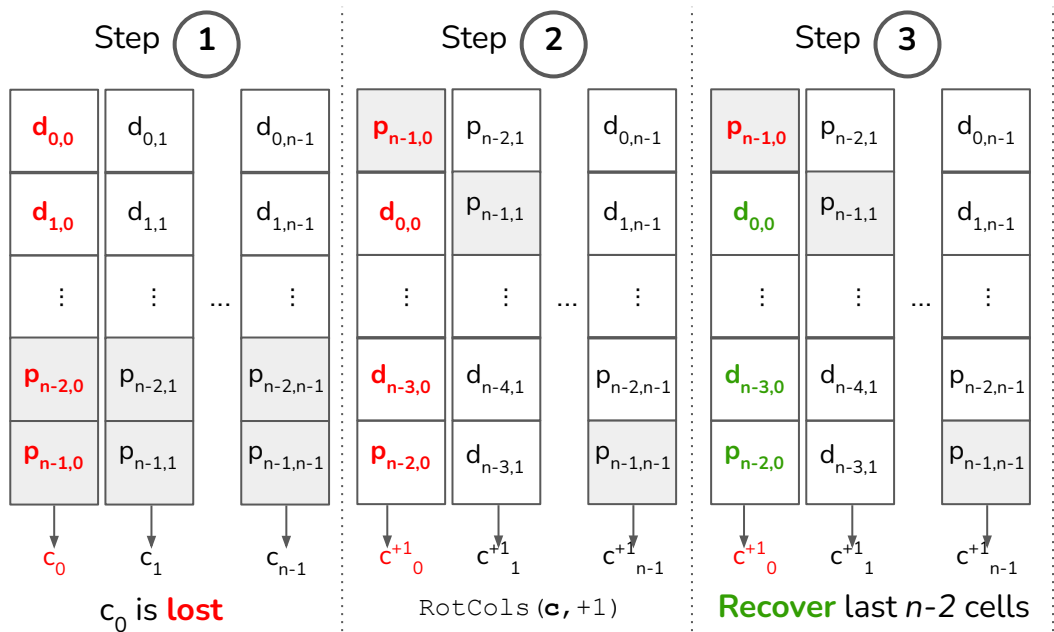 Step 1
d0,0 d0,1 d0,n-1
d1,0 d1,1 d1,n-1
⋮ ⋮ ... ⋮
pn-2,0 pn-2,1 pn-2,n-1
pn-1,0 pn-1,1 pn-1,n-1
c0 c1 cn-1
c0 is lost
Step 2
pn-1,0 pn-2,1 d0,n-1
d0,0 pn-1,1 d1,n-1
⋮ ⋮ ... ⋮
dn-3,0 dn-4,1 pn-2,n-1
pn-2,0 dn-3,1 pn-1,n-1
c+10 c+11 c+1n-1
RotCols(c,+1)
Step 3
pn-1,0 pn-2,1 d0,n-1
d0,0 pn-1,1 d1,n-1
⋮ ⋮ ... ⋮
dn-3,0 dn-4,1 pn-2,n-1
pn-2,0 dn-3,1 pn-1,n-1
c+10 c+11 c+1n-1
Recover last n-2 cells